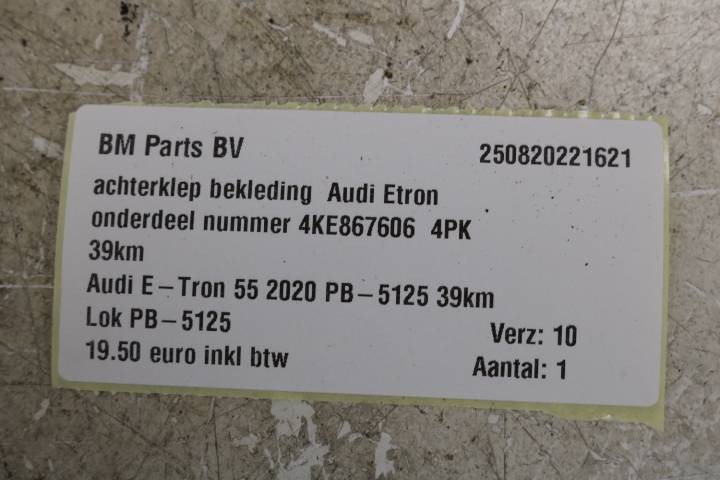 BM Parts BV 250820221621
achterklep bekleding Audi Etron
onderdeel nummer 4KE867606 4PK
39km
Audi E-Tron 55 2020 PB-5125 39km
Lok PB-5125 Verz: 10
19.50 euro inkl btw Aantal: 1